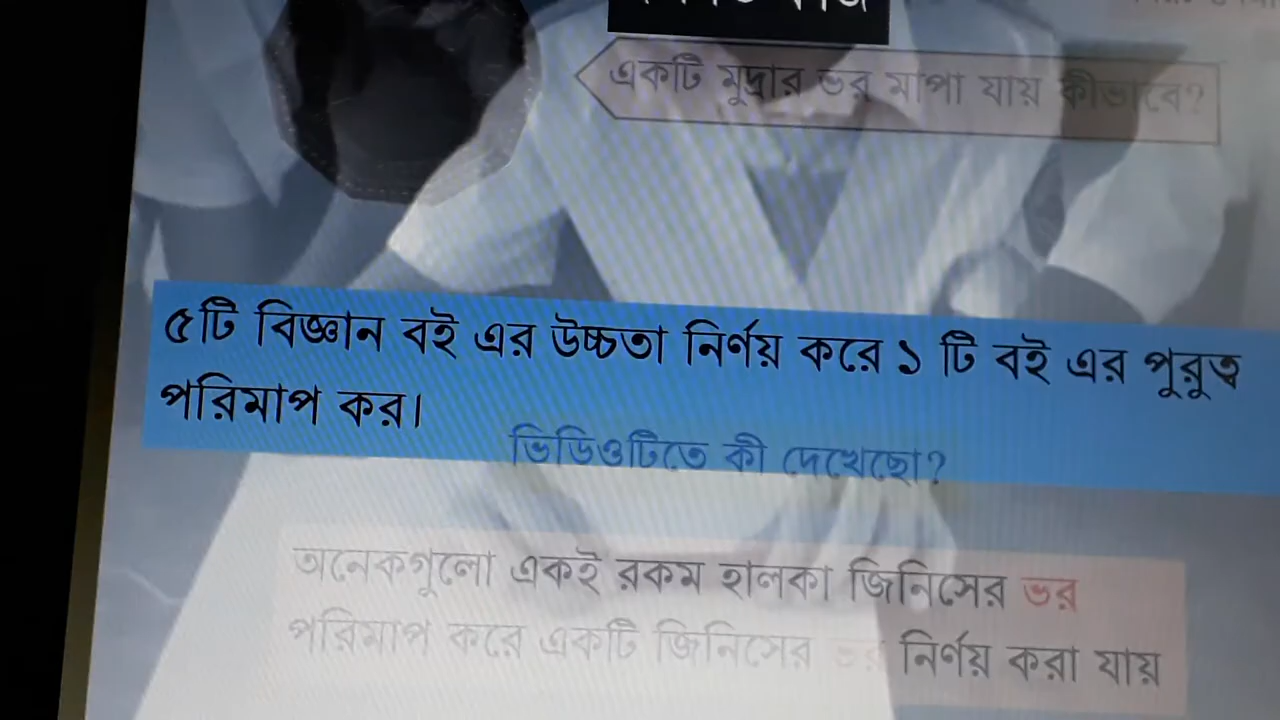 একটি মুদ্রার ভর মাপা যায় কীভাবে?
৫টি বিজ্ঞান বই এর উচ্চতা নির্ণয় করে ১ টি বই এর পুরুত্ব
পরিমাপ কর।
ভিডিওটিতে কী দেখেছো?
অনেকগুলো একই রকম হালকা জিনিসের ভর
পরিমাপ করে একটি জিনিসের ভর নির্ণয় করা যায়